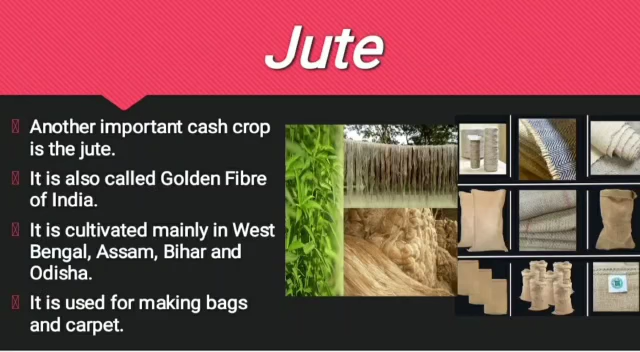 Jute
Another important cash crop
is the jute.
It is also called Golden Fibre
of India.
It is cultivated mainly in West
Bengal, Assam, Bihar and
Odisha.
It is used for making bags
and carpet.